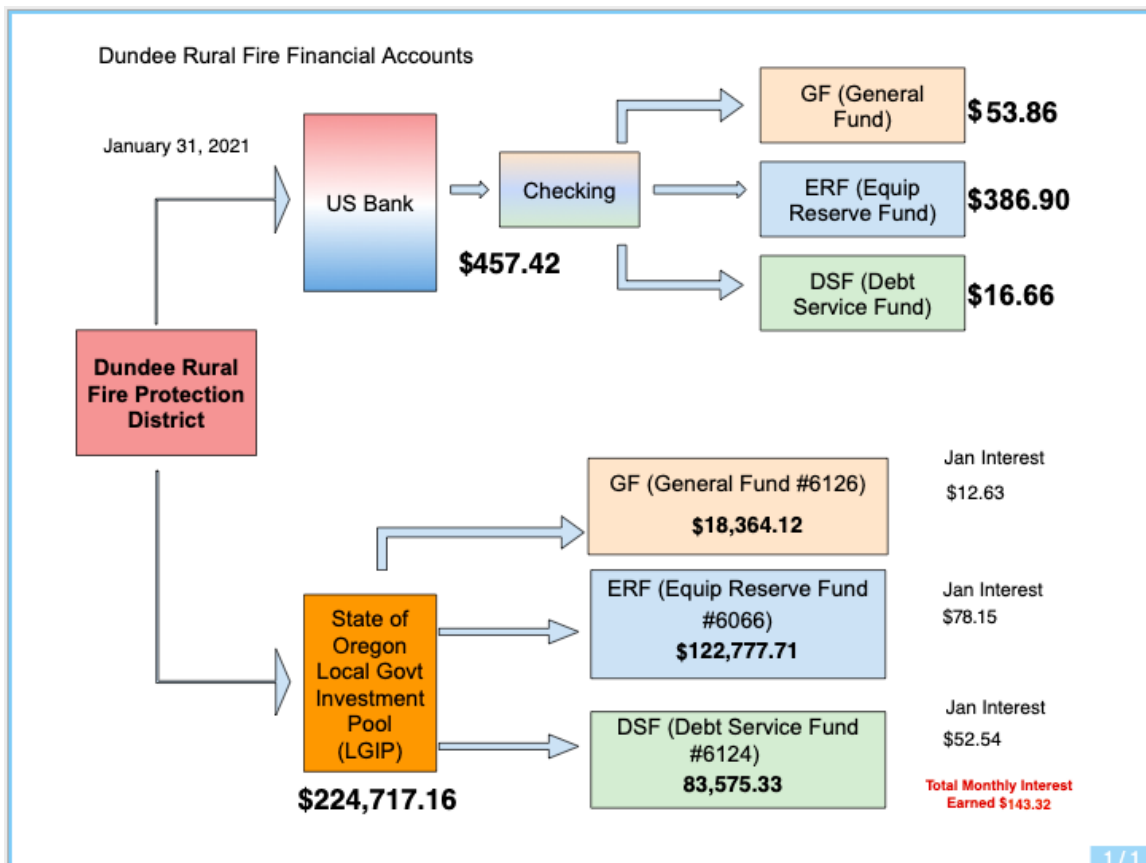 Dundee Rural Fire Financial Accounts
January 31, 2021
US Bank
Checking
$457.42
GF (General
Fund)
$53.86
ERF (Equip
Reserve Fund)
$386.90
DSF (Debt
Service Fund)
$16.66
Dundee Rural
Fire Protection
District
State of
Oregon
Local Govt
Investment
Pool
(LGIP)
$224,717.16
GF (General Fund #6126)
$18,364.12
Jan Interest
$12.63
ERF (Equip Reserve Fund
#6066)
$122,777.71
Jan Interest
$78.15
DSF (Debt Service Fund
#6124)
83,575.33
Jan Interest
$52.54
Total Monthly Interest
Earned $143.32
1/1